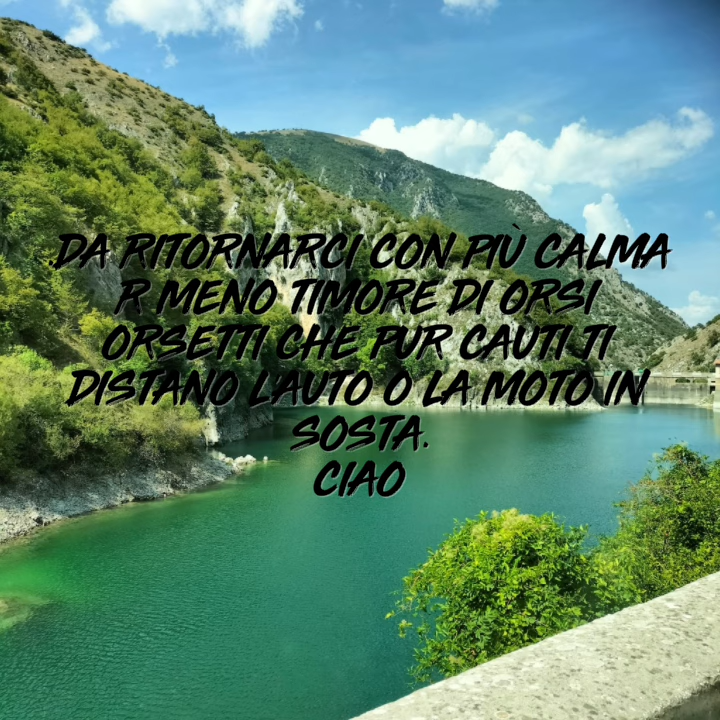 .DA RITORNARCI CON PIÙ CALMA
R MENO TIMORE DI ORSI
ORSETTI CHE PUR CAUTI TI
DISTANO L'AUTO O LA MOTO IN
SOSTA.
CIAO